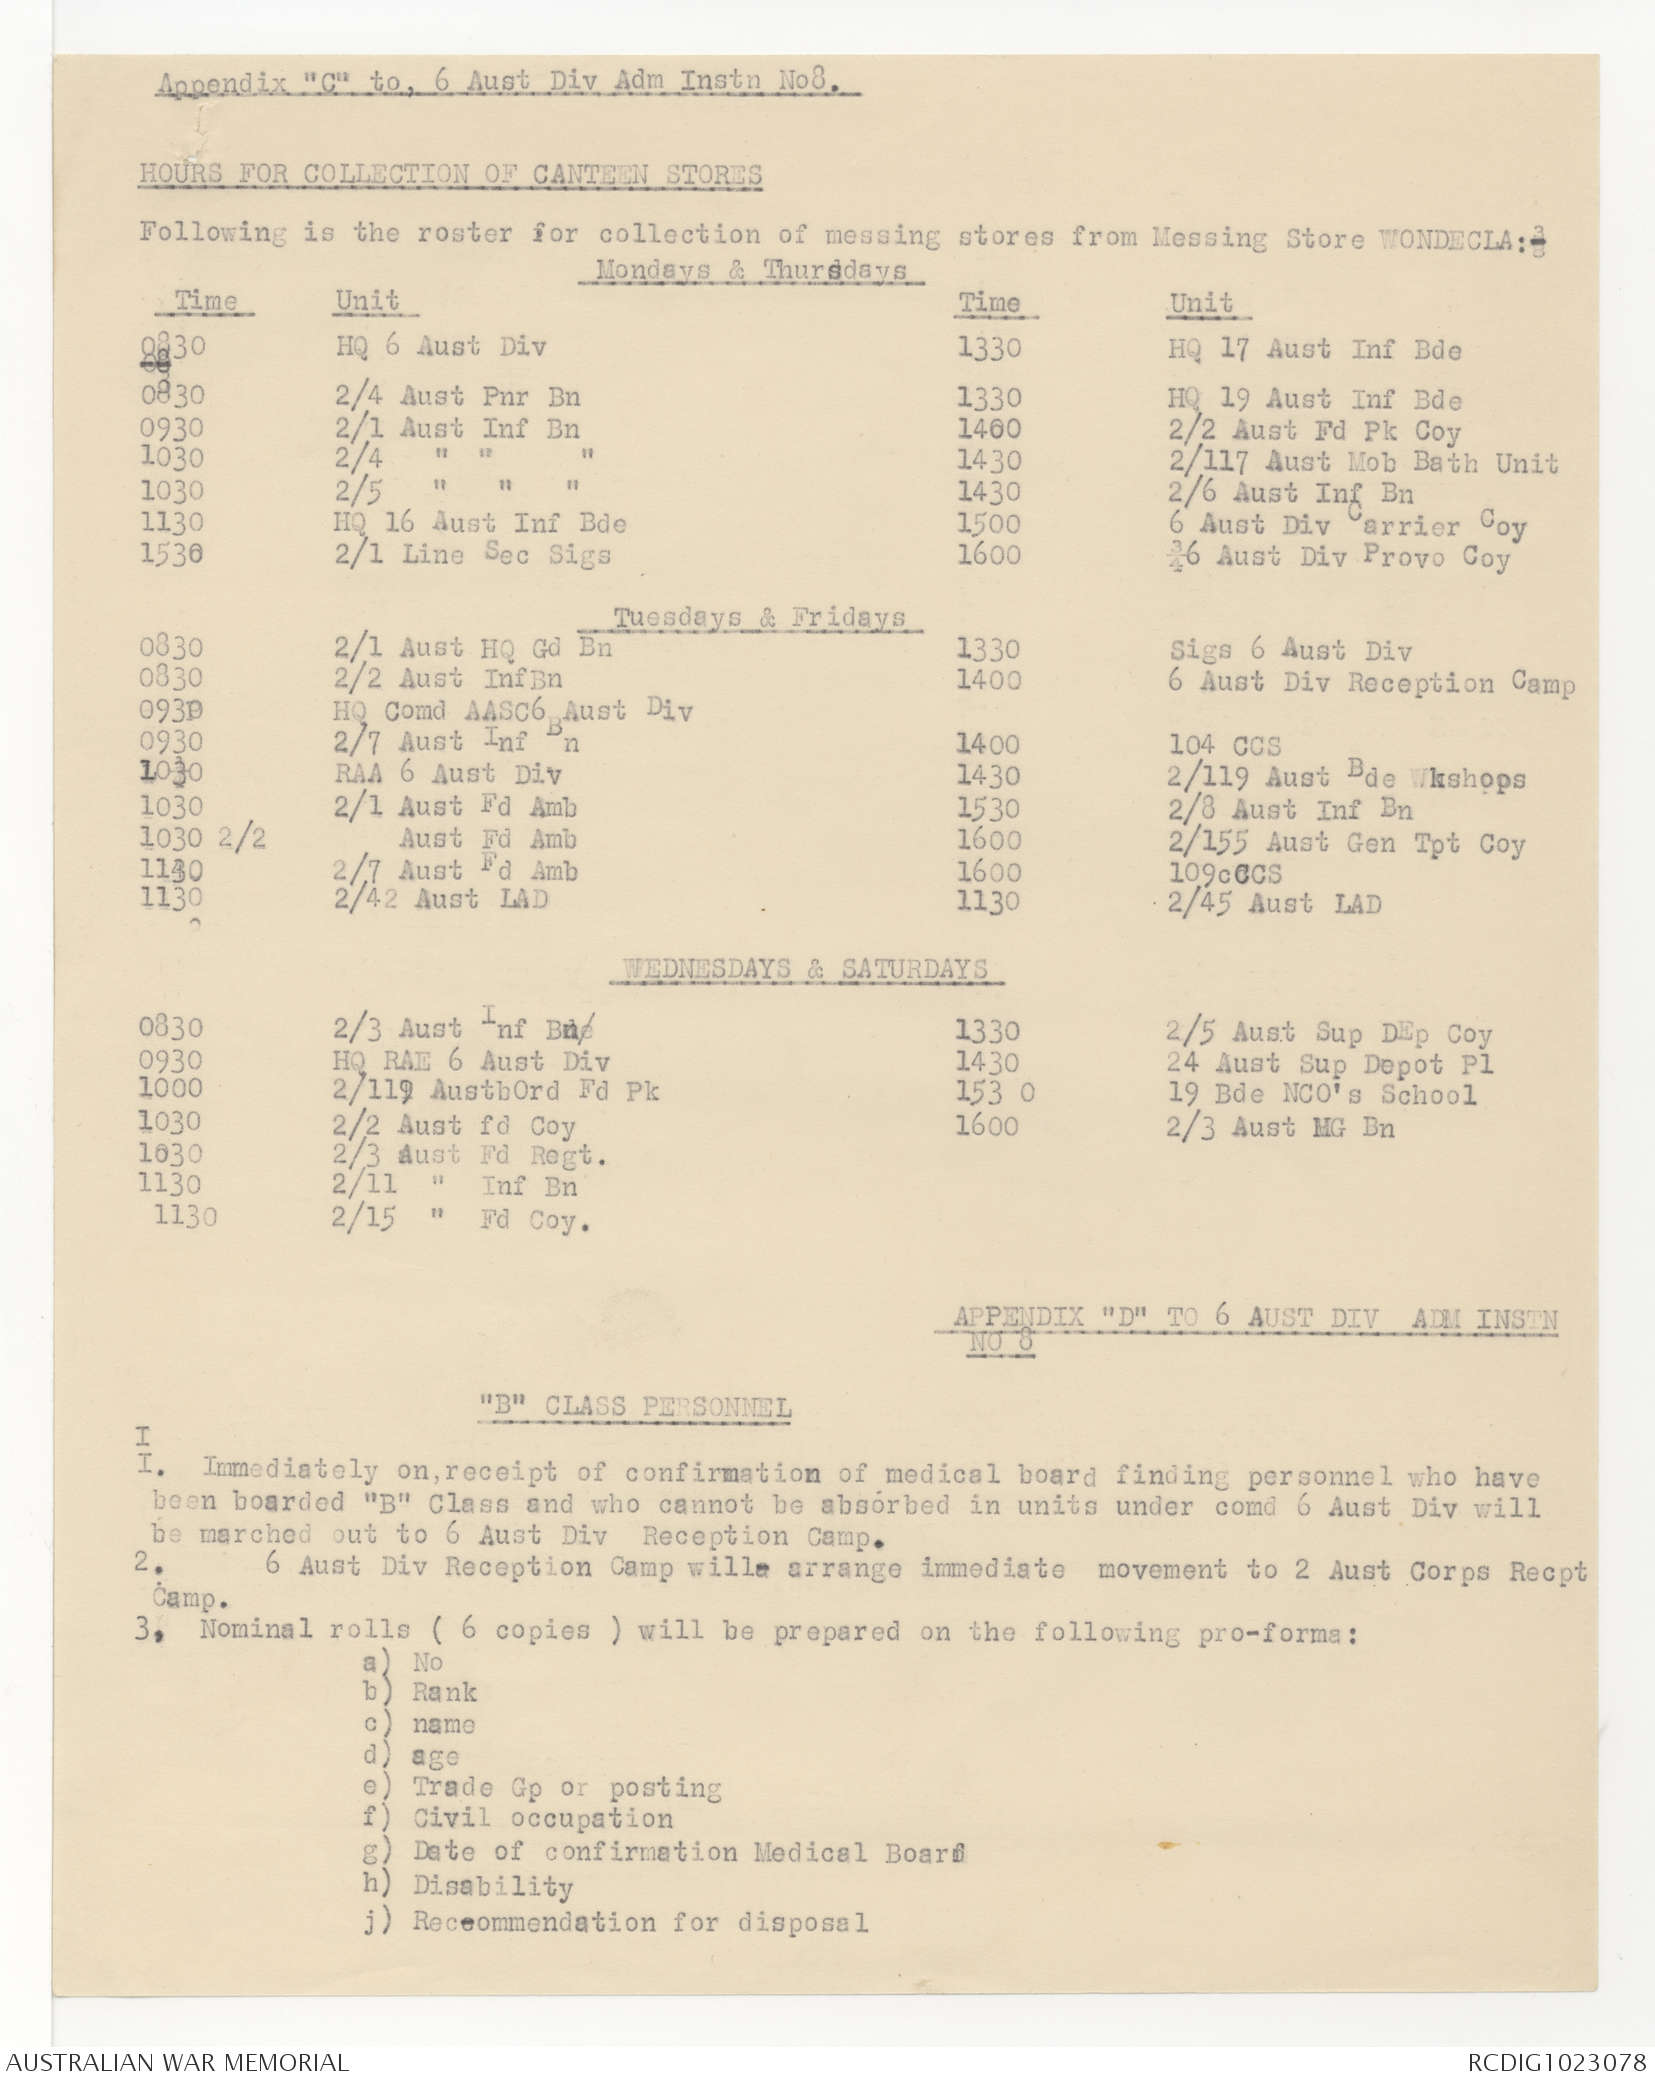 Appendix "C" to, 6 Aust Div Adm Instn No8.
HOURS FOR COLLECTION OF CANTEEN STORES
Following is the roster for collection of messing stores from Messing Store WONDECLA:
Mondays & Thursdays
Time Unit Time Unit
0830 HQ 6 Aust Div 1330 HQ 17 Aust Inf Bde
0830 2/4 Aust Pnr Bn 1330 HQ 19 Aust Inf Bde
0930 2/1 Aust Inf Bn 1400 2/2 Aust Fd Pk Coy
1030 2/4 " " " 1430 2/117 Aust Mob Bath Unit
1030 2/5 " " " 1430 2/6 Aust Inf Bn
1130 HQ 16 Aust Inf Bde 1500 6 Aust Div Carrier Coy
1530 2/1 Line Sec Sigs 1600 6 Aust Div Provo Coy
Tuesdays & Fridays
0830 2/1 Aust HQ Gd Bn 1330 Sigs 6 Aust Div
0830 2/2 Aust InfBn 1400 6 Aust Div Reception Camp
0930 HQ Comd AASC6 Aust Div
0930 2/7 Aust Inf Bn 1400 104 CCS
1030 RAA 6 Aust Div 1430 2/119 Aust Bde Wkshops
1030 2/1 Aust Fd Amb 1530 2/8 Aust Inf Bn
1030 2/2 Aust Fd Amb 1600 2/155 Aust Gen Tpt Coy
1130 2/7 Aust Fd Amb 1600 109cCCS
1130 2/42 Aust LAD 1130 2/45 Aust LAD
WEDNESDAYS & SATURDAYS
0830 2/3 Aust Inf Bn 1330 2/5 Aust Sup DEp Coy
0930 HQ RAE 6 Aust Div 1430 24 Aust Sup Depot Pl
1000 2/119 AustbOrd Fd Pk 153 0 19 Bde NCO's School
1030 2/2 Aust fd Coy 1600 2/3 Aust MG Bn
1030 2/3 Aust Fd Regt.
1130 2/11 " Inf Bn
1130 2/15 " Fd Coy.
APPENDIX "D" TO 6 AUST DIV ADM INSTN
NO 8
"B" CLASS PERSONNEL
I
I. Immediately on,receipt of confirmation of medical board finding personnel who have
been boarded "B" Class and who cannot be absorbed in units under comd 6 Aust Div will
be marched out to 6 Aust Div Reception Camp.
2. 6 Aust Div Reception Camp will arrange immediate movement to 2 Aust Corps Recpt
Camp.
3. Nominal rolls ( 6 copies ) will be prepared on the following pro-forma:
a) No
b) Rank
c) name
d) age
e) Trade Gp or posting
f) Civil occupation
g) Date of confirmation Medical Board
h) Disability
j) Receommendation for disposal
AUSTRALIAN WAR MEMORIAL
RCDIG1023078